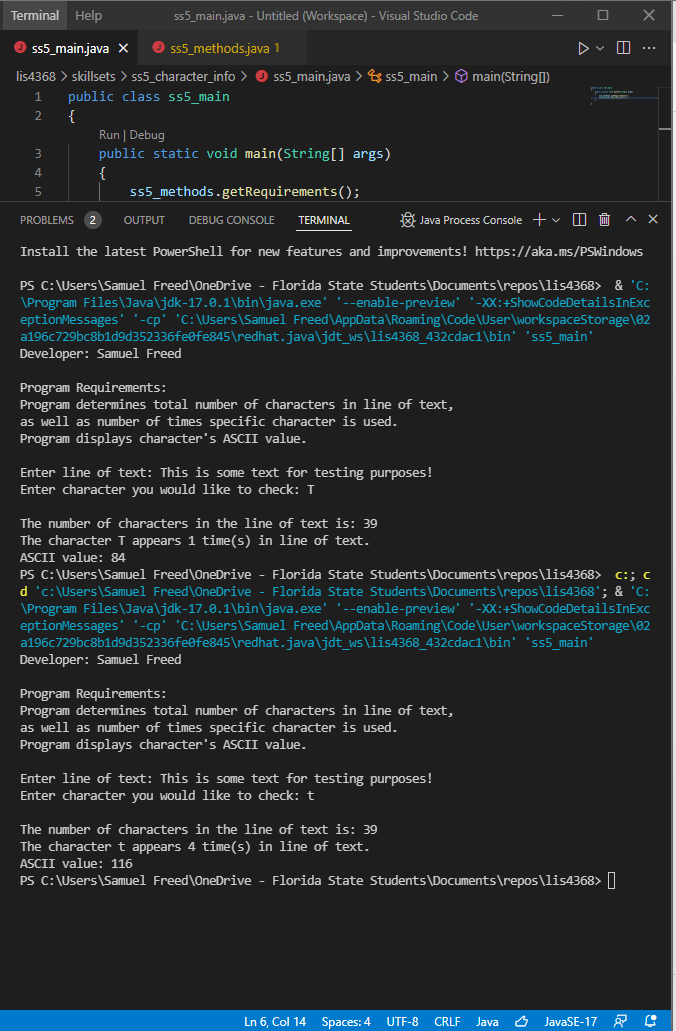 Terminal Help ss5_main.java - Untitled (Workspace) - Visual Studio Code
ss5_main.java ss5_methods.java 1
lis4368 > skillsets > ss5_character_info > ss5_main.java > ss5_main > main(String[])
1 public class ss5_main
2 {
Run | Debug
3 public static void main(String[] args)
4 {
5 ss5_methods.getRequirements();
PROBLEMS 2 OUTPUT DEBUG CONSOLE TERMINAL Java Process Console
Install the latest PowerShell for new features and improvements! https://aka.ms/PSWindows
PS C:\Users\Samuel Freed\OneDrive - Florida State Students\Documents\repos\lis4368> & 'C:
\Program Files\Java\jdk-17.0.1\bin\java.exe' '--enable-preview' '-XX:+ShowCodeDetailsInExc
eptionMessages' '-cp' 'C:\Users\Samuel Freed\AppData\Roaming\Code\User\workspaceStorage\02
a196c729bc8b1d9d352336fe0fe845\redhat.java\jdt_ws\lis4368_432cdac1\bin' 'ss5_main'
Developer: Samuel Freed
Program Requirements:
Program determines total number of characters in line of text,
as well as number of times specific character is used.
Program displays character's ASCII value.
Enter line of text: This is some text for testing purposes!
Enter character you would like to check: T
The number of characters in the line of text is: 39
The character T appears 1 time(s) in line of text.
ASCII value: 84
PS C:\Users\Samuel Freed\OneDrive - Florida State Students\Documents\repos\lis4368> c:; c
d 'c:\Users\Samuel Freed\OneDrive - Florida State Students\Documents\repos\lis4368'; & 'C:
\Program Files\Java\jdk-17.0.1\bin\java.exe' '--enable-preview' '-XX:+ShowCodeDetailsInExc
eptionMessages' '-cp' 'C:\Users\Samuel Freed\AppData\Roaming\Code\User\workspaceStorage\02
a196c729bc8b1d9d352336fe0fe845\redhat.java\jdt_ws\lis4368_432cdac1\bin' 'ss5_main'
Developer: Samuel Freed
Program Requirements:
Program determines total number of characters in line of text,
as well as number of times specific character is used.
Program displays character's ASCII value.
Enter line of text: This is some text for testing purposes!
Enter character you would like to check: t
The number of characters in the line of text is: 39
The character t appears 4 time(s) in line of text.
ASCII value: 116
PS C:\Users\Samuel Freed\OneDrive - Florida State Students\Documents\repos\lis4368>
Ln 6, Col 14 Spaces: 4 UTF-8 CRLF Java JavaSE-17